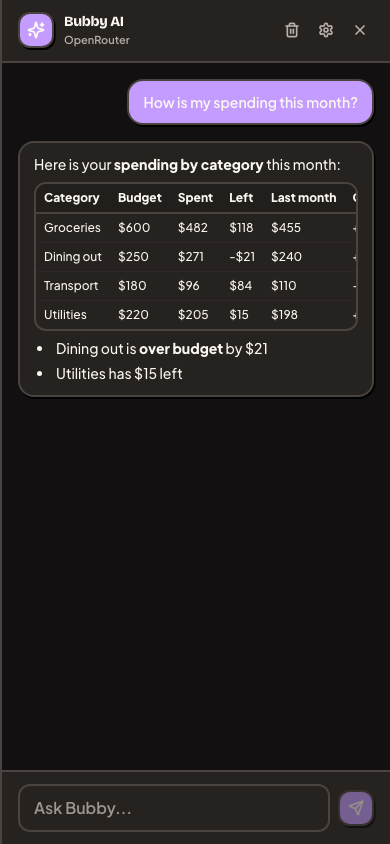 Bubby AI
OpenRouter
How is my spending this month?
Here is your spending by category this month:
Category Budget Spent Left Last month
Groceries $600 $482 $118 $455
Dining out $250 $271 -$21 $240
Transport $180 $96 $84 $110
Utilities $220 $205 $15 $198
• Dining out is over budget by $21
• Utilities has $15 left
Ask Bubby...